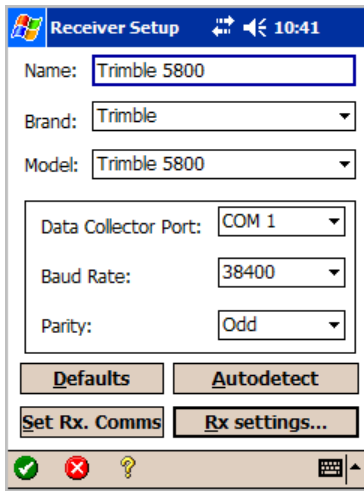 Receiver Setup 10:41
Name: Trimble 5800
Brand: Trimble
Model: Trimble 5800
Data Collector Port: COM 1
Baud Rate: 38400
Parity: Odd
Defaults Autodetect
Set Rx. Comms Rx settings...